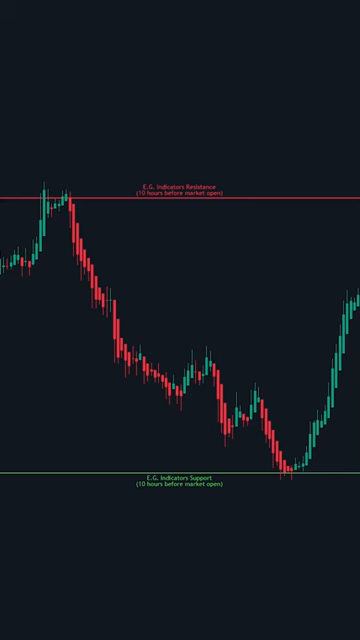 E.G. Indicators Resistance
(10 hours before market open)
E.G. Indicators Support
(10 hours before market open)